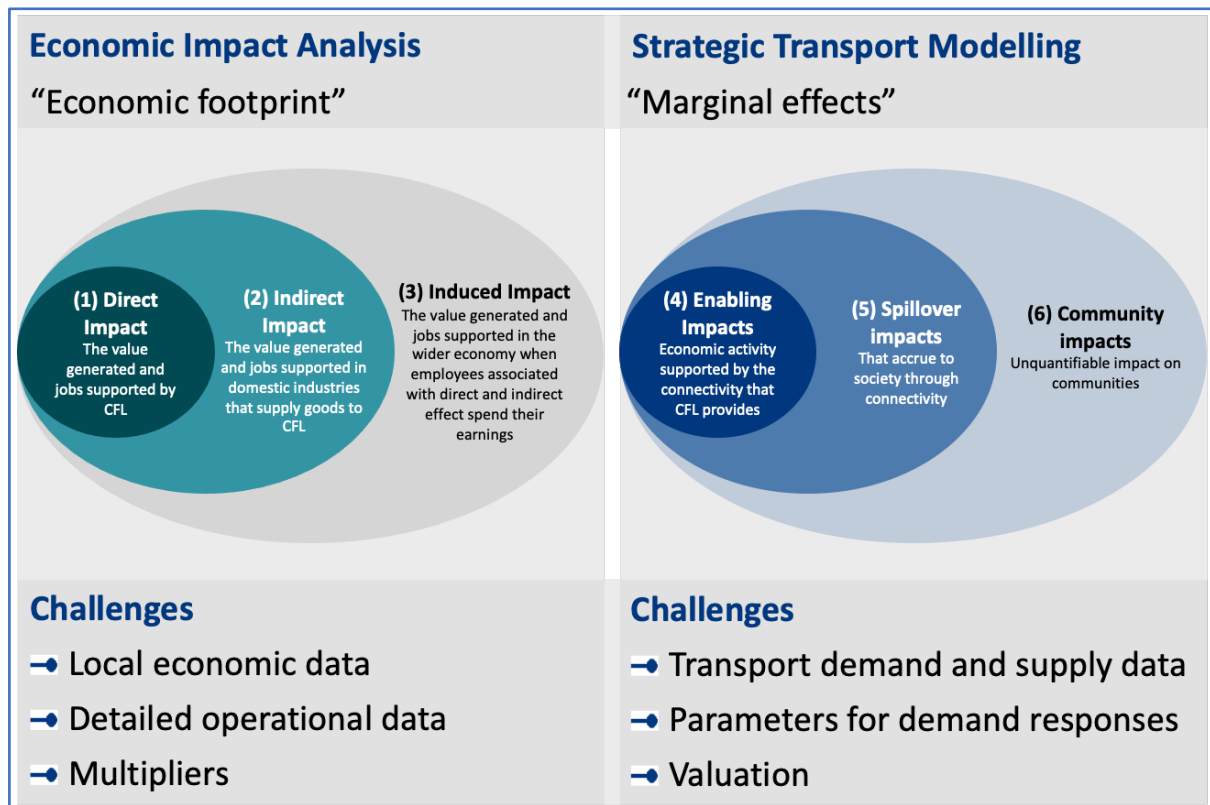 Economic Impact Analysis
“Economic footprint”
(1) Direct
Impact
The value
generated and
jobs supported by
CFL
(2) Indirect
Impact
The value generated
and jobs supported in
domestic industries
that supply goods to
CFL
(3) Induced Impact
The value generated and
jobs supported in the
wider economy when
employees associated
with direct and indirect
effect spend their
earnings
Challenges
Local economic data
Detailed operational data
Multipliers
Strategic Transport Modelling
“Marginal effects”
(4) Enabling
Impacts
Economic activity
supported by the
connectivity that
CFL provides
(5) Spillover
impacts
That accrue to
society through
connectivity
(6) Community
impacts
Unquantifiable impact on
communities
Challenges
Transport demand and supply data
Parameters for demand responses
Valuation